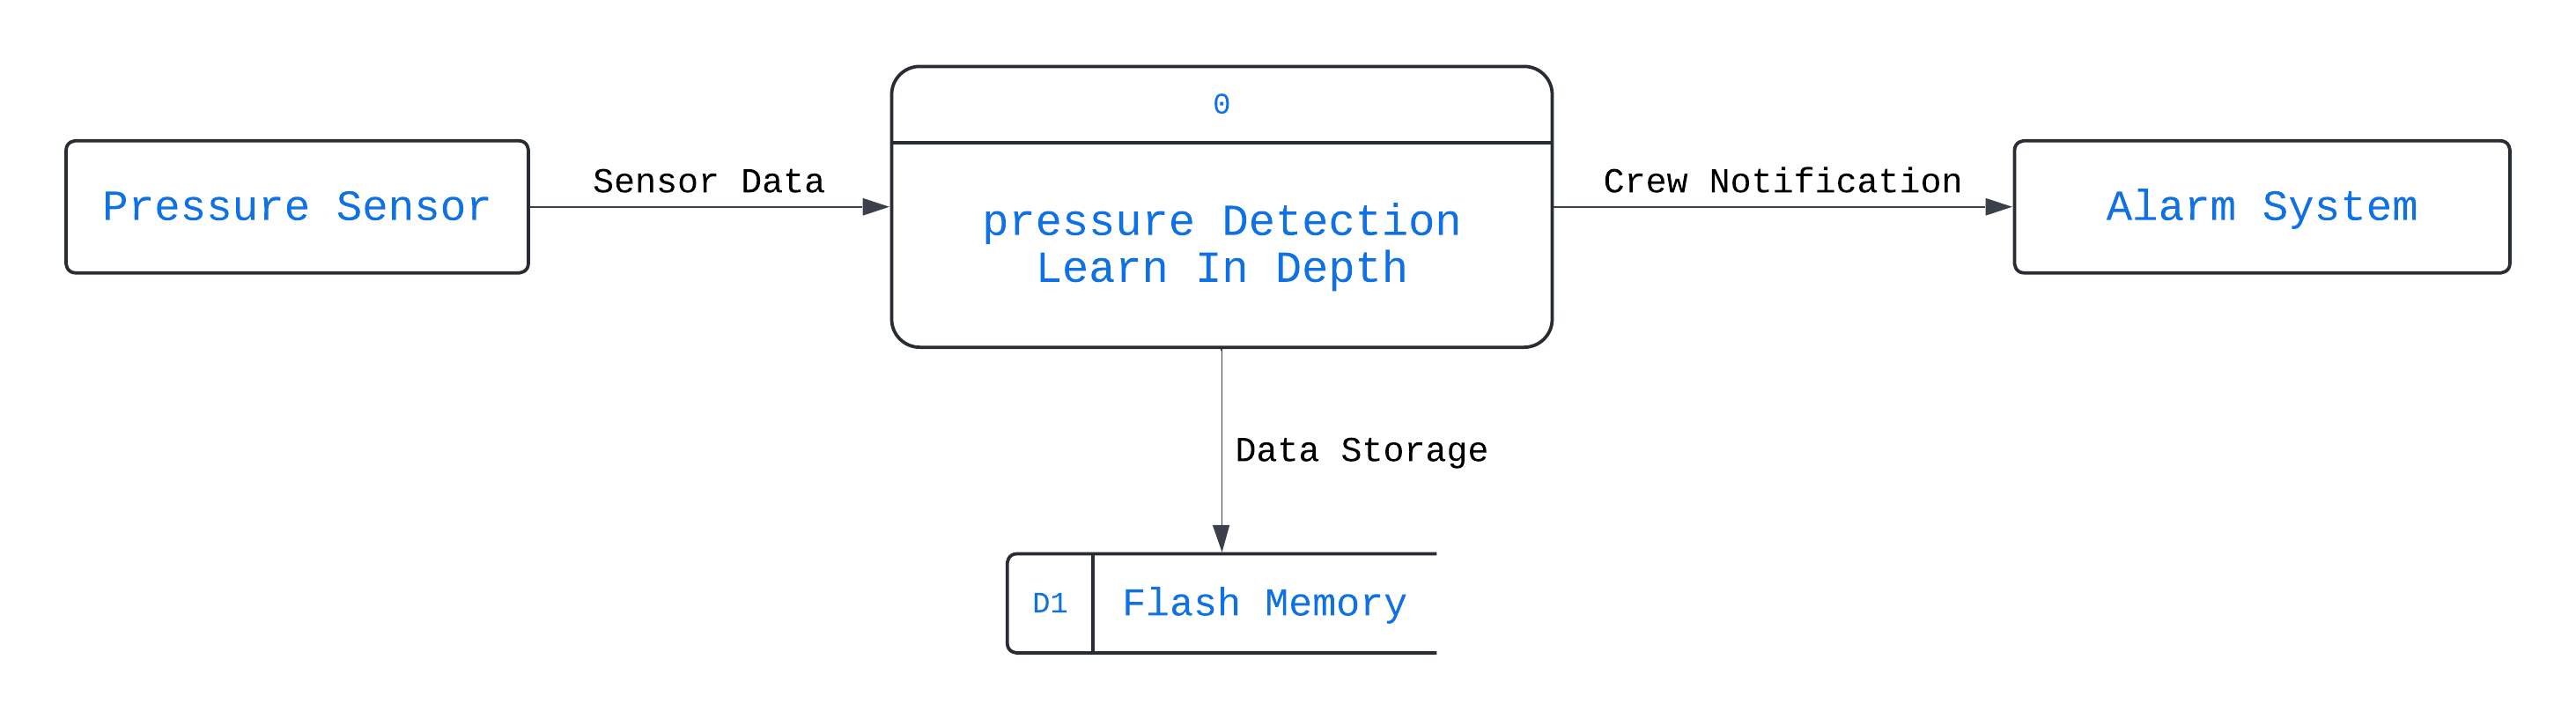 0
Pressure Sensor
Sensor Data
pressure Detection
Learn In Depth
Crew Notification
Alarm System
Data Storage
D1
Flash Memory